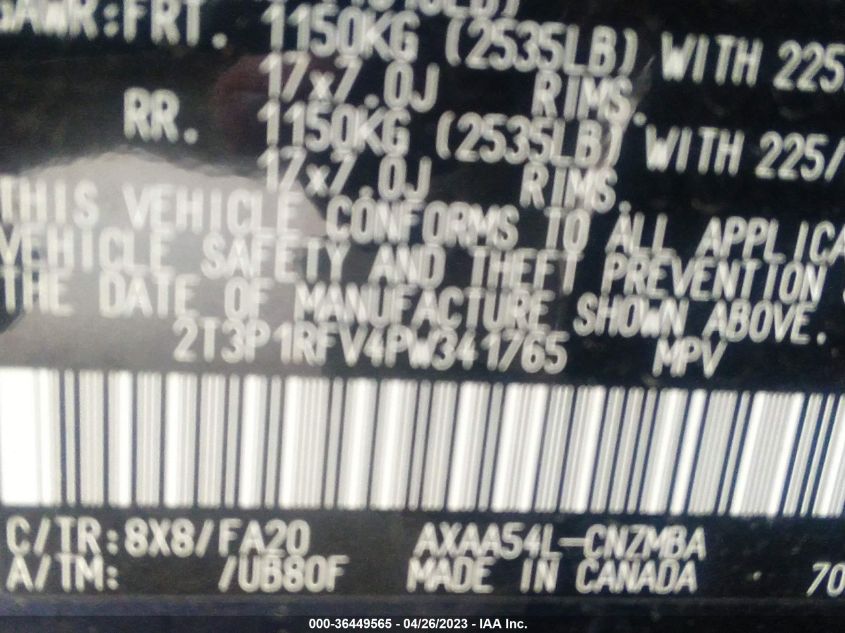 GAWR:FRT. 1150KG (2535LB) WITH 225
17x7.0J RIMS.
RR. 1150KG (2535LB) WITH 225/
17x7.0J RIMS.
THIS VEHICLE CONFORMS TO ALL APPLICA
VEHICLE SAFETY AND THEFT PREVENTION
THE DATE OF MANUFACTURE SHOWN ABOVE.
2T3P1RFV4PW341765 MPV
C/TR:8X8/FA20 AXAA54L-CNZMBA
A/TM: /UB80F MADE IN CANADA 70
000-36449565 - 04/26/2023 - IAA Inc.